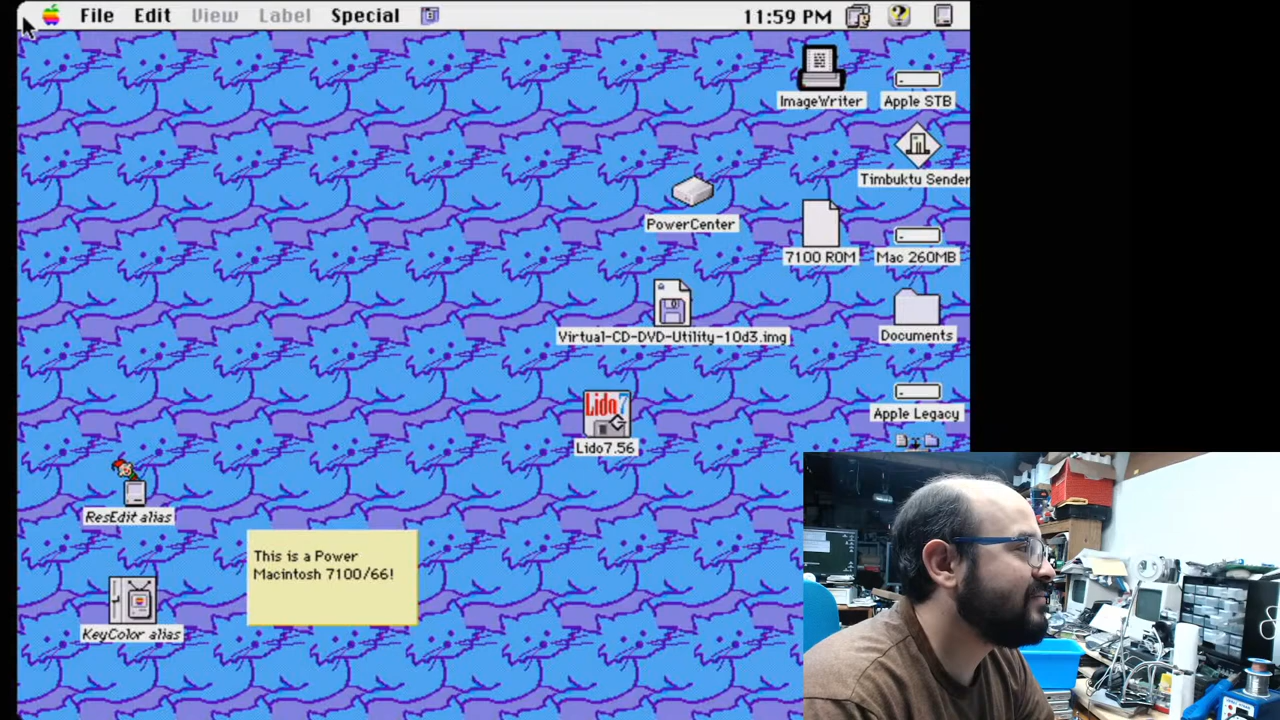 File Edit View Label Special 11:59 PM
ImageWriter
Apple STB
Timbuktu Sender
PowerCenter
7100 ROM
Mac 260MB
Virtual-CD-DVD-Utility-10d3.img
Documents
Lido7
Lido7.56
Apple Legacy
ResEdit alias
This is a Power
Macintosh 7100/66!
KeyColor alias